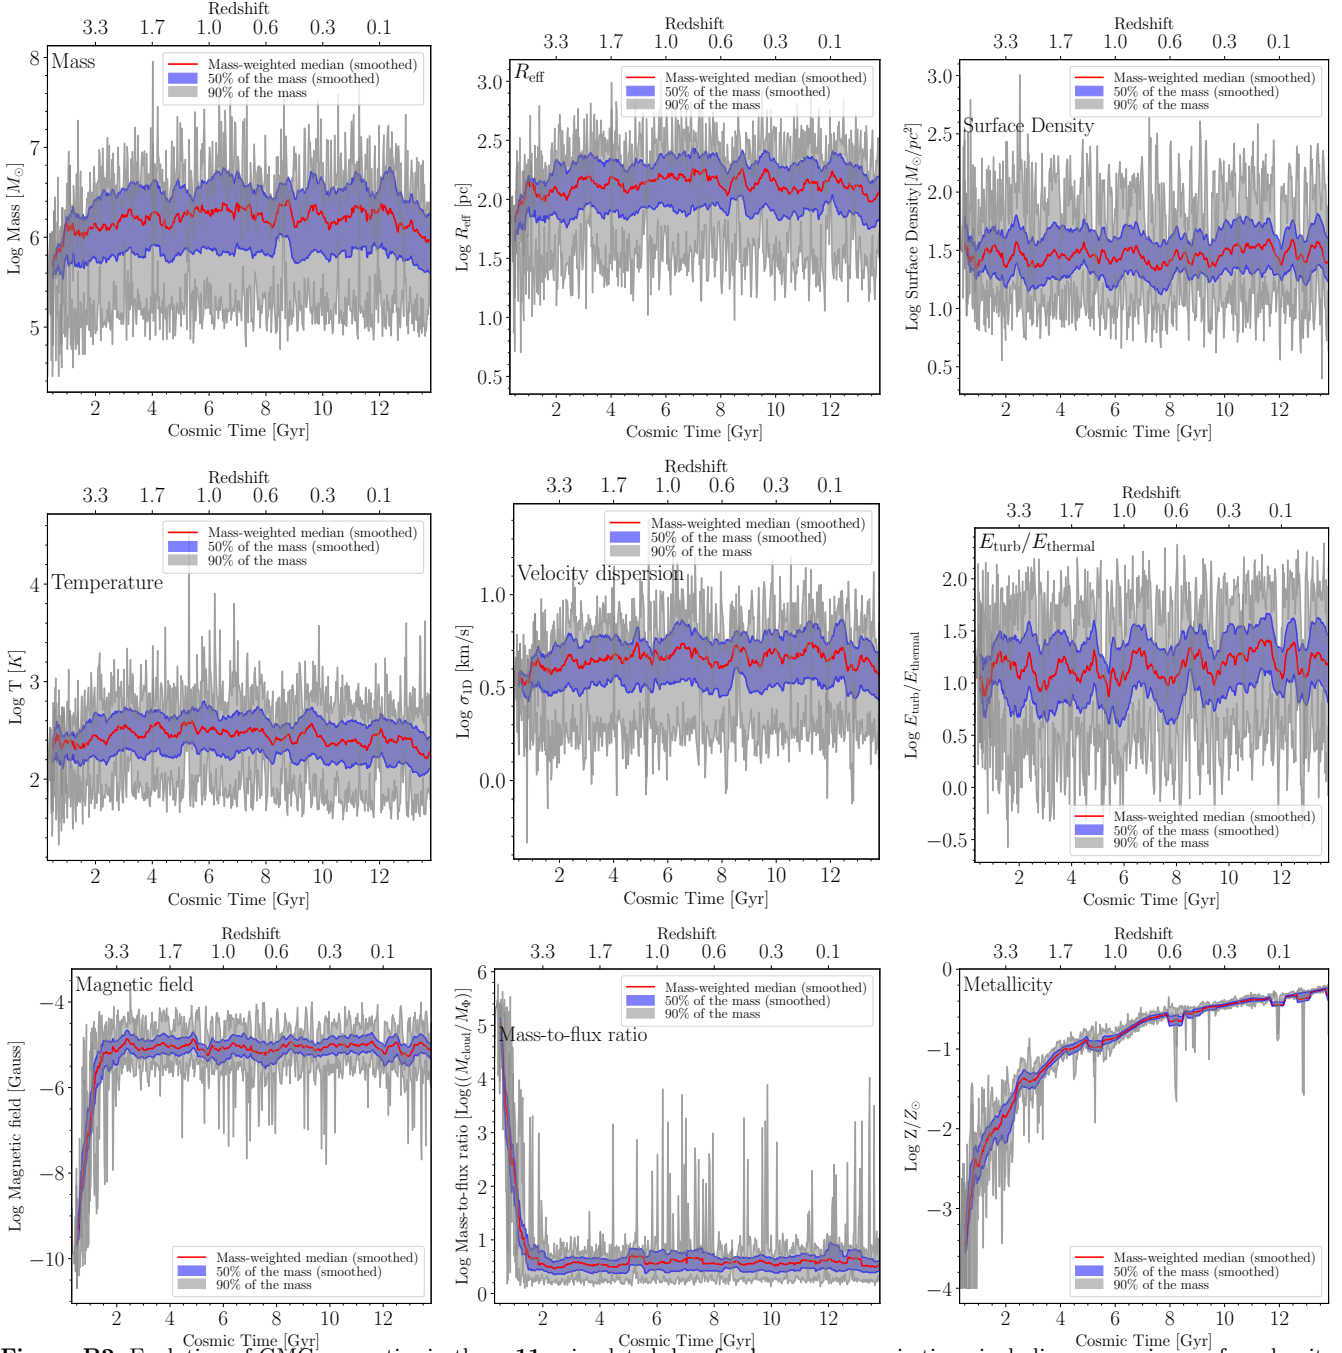 Redshift
3.3 1.7 1.0 0.6 0.3 0.1
Mass
Mass-weighted median (smoothed)
50% of the mass (smoothed)
90% of the mass
Log Mass [M⊙]
8
7
6
5
2 4 6 8 10 12
Cosmic Time [Gyr]
Redshift
3.3 1.7 1.0 0.6 0.3 0.1
R_eff
Mass-weighted median (smoothed)
50% of the mass (smoothed)
90% of the mass
Log R_eff [pc]
3.0
2.5
2.0
1.5
1.0
0.5
2 4 6 8 10 12
Cosmic Time [Gyr]
Redshift
3.3 1.7 1.0 0.6 0.3 0.1
Mass-weighted median (smoothed)
50% of the mass (smoothed)
90% of the mass
Surface Density
Log Surface Density[M⊙/pc²]
3.0
2.5
2.0
1.5
1.0
0.5
2 4 6 8 10 12
Cosmic Time [Gyr]
Redshift
3.3 1.7 1.0 0.6 0.3 0.1
Mass-weighted median (smoothed)
50% of the mass (smoothed)
90% of the mass
Temperature
Log T [K]
4
3
2
2 4 6 8 10 12
Cosmic Time [Gyr]
Redshift
3.3 1.7 1.0 0.6 0.3 0.1
Mass-weighted median (smoothed)
50% of the mass (smoothed)
90% of the mass
Velocity dispersion
Log σ_1D [km/s]
1.0
0.5
0.0
2 4 6 8 10 12
Cosmic Time [Gyr]
Redshift
3.3 1.7 1.0 0.6 0.3 0.1
E_turb/E_thermal
Log E_turb/E_thermal
2.0
1.5
1.0
0.5
0.0
−0.5
Mass-weighted median (smoothed)
50% of the mass (smoothed)
90% of the mass
2 4 6 8 10 12
Cosmic Time [Gyr]
Redshift
3.3 1.7 1.0 0.6 0.3 0.1
Magnetic field
Log Magnetic field [Gauss]
−4
−6
−8
−10
Mass-weighted median (smoothed)
50% of the mass (smoothed)
90% of the mass
2 4 6 8 10 12
Cosmic Time [Gyr]
Redshift
3.3 1.7 1.0 0.6 0.3 0.1
Mass-weighted median (smoothed)
50% of the mass (smoothed)
90% of the mass
Mass-to-flux ratio
Log Mass-to-flux ratio [Log((M_cloud/M_Φ)]
6
5
4
3
2
1
0
2 4 6 8 10 12
Cosmic Time [Gyr]
Redshift
3.3 1.7 1.0 0.6 0.3 0.1
Metallicity
Log Z/Z⊙
0
−1
−2
−3
−4
Mass-weighted median (smoothed)
50% of the mass (smoothed)
90% of the mass
2 4 6 8 10 12
Cosmic Time [Gyr]